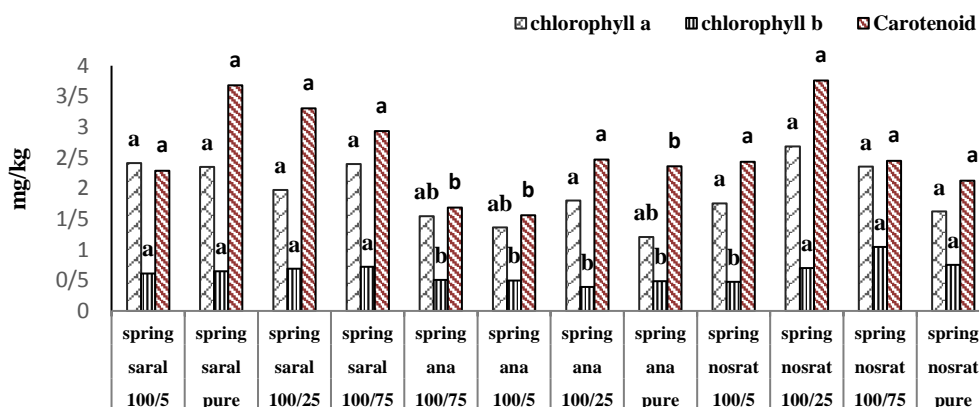 chlorophyll a chlorophyll b Carotenoid
mg/kg
4
3/5
3
2/5
2
1/5
1
0/5
0
a a a
a a a
a a a
a a a
ab b b
ab b b
a b a
ab b b
a b a
a a a
a a a
a a a
spring spring spring spring spring spring spring spring spring spring spring spring
saral saral saral saral ana ana ana ana nosrat nosrat nosrat nosrat
100/5 pure 100/25 100/75 100/75 100/5 100/25 pure 100/5 100/25 100/75 pure